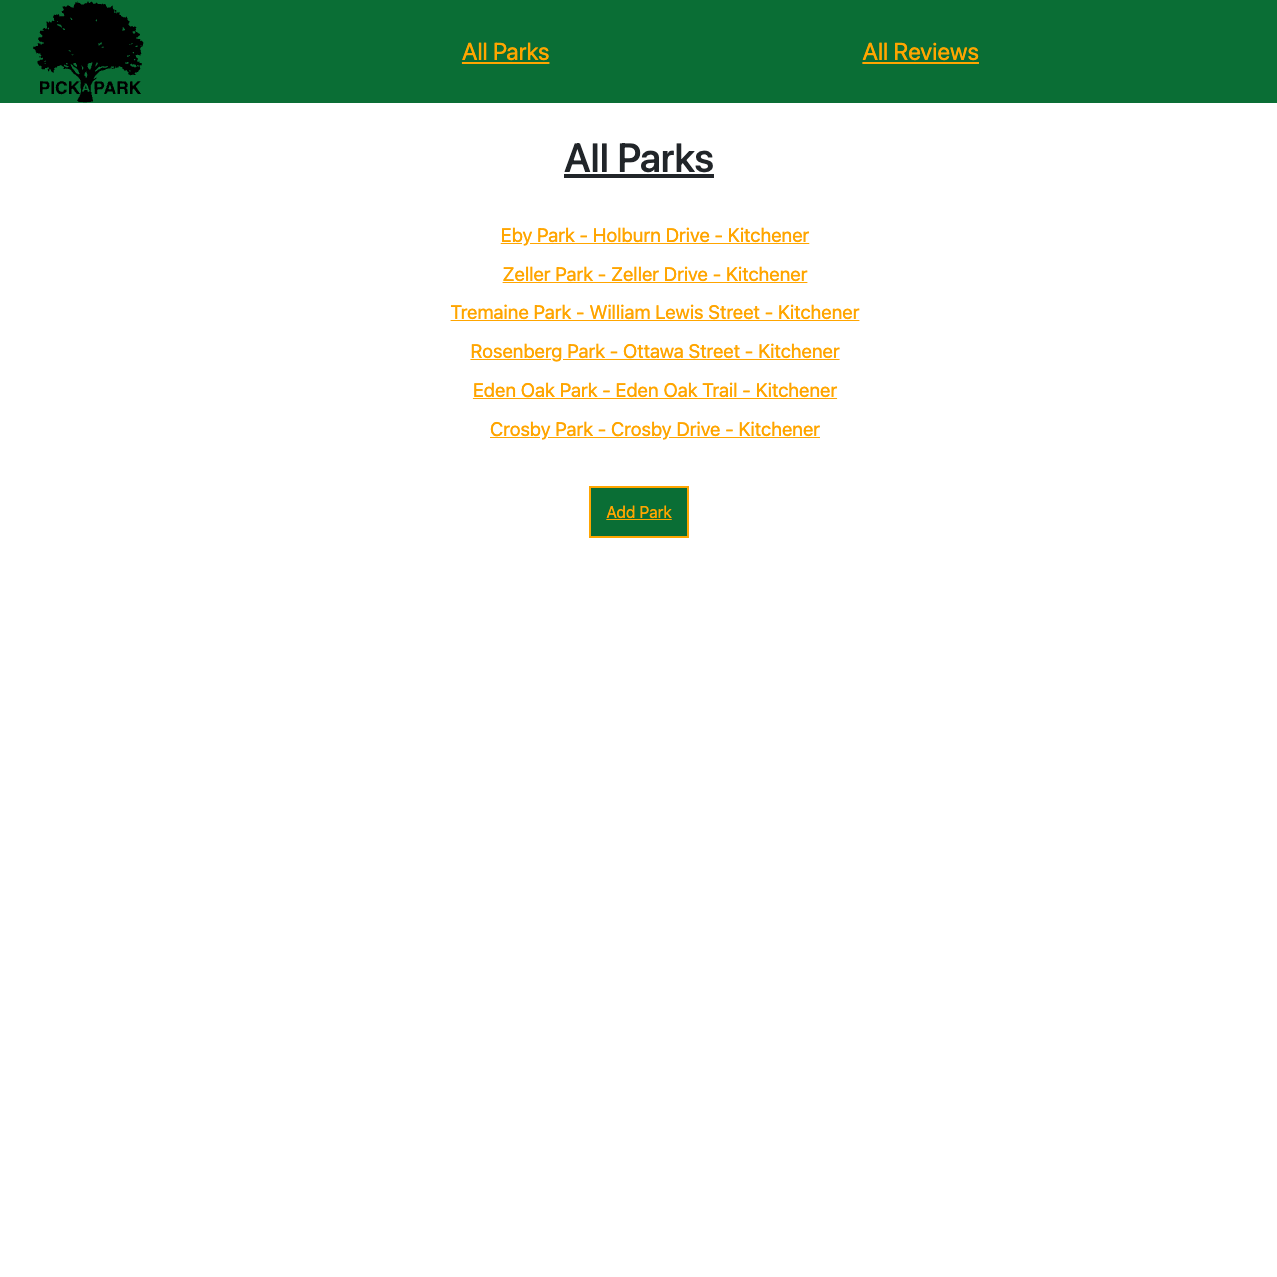 PICK A PARK
All Parks
All Reviews
All Parks
Eby Park - Holburn Drive - Kitchener
Zeller Park - Zeller Drive - Kitchener
Tremaine Park - William Lewis Street - Kitchener
Rosenberg Park - Ottawa Street - Kitchener
Eden Oak Park - Eden Oak Trail - Kitchener
Crosby Park - Crosby Drive - Kitchener
Add Park